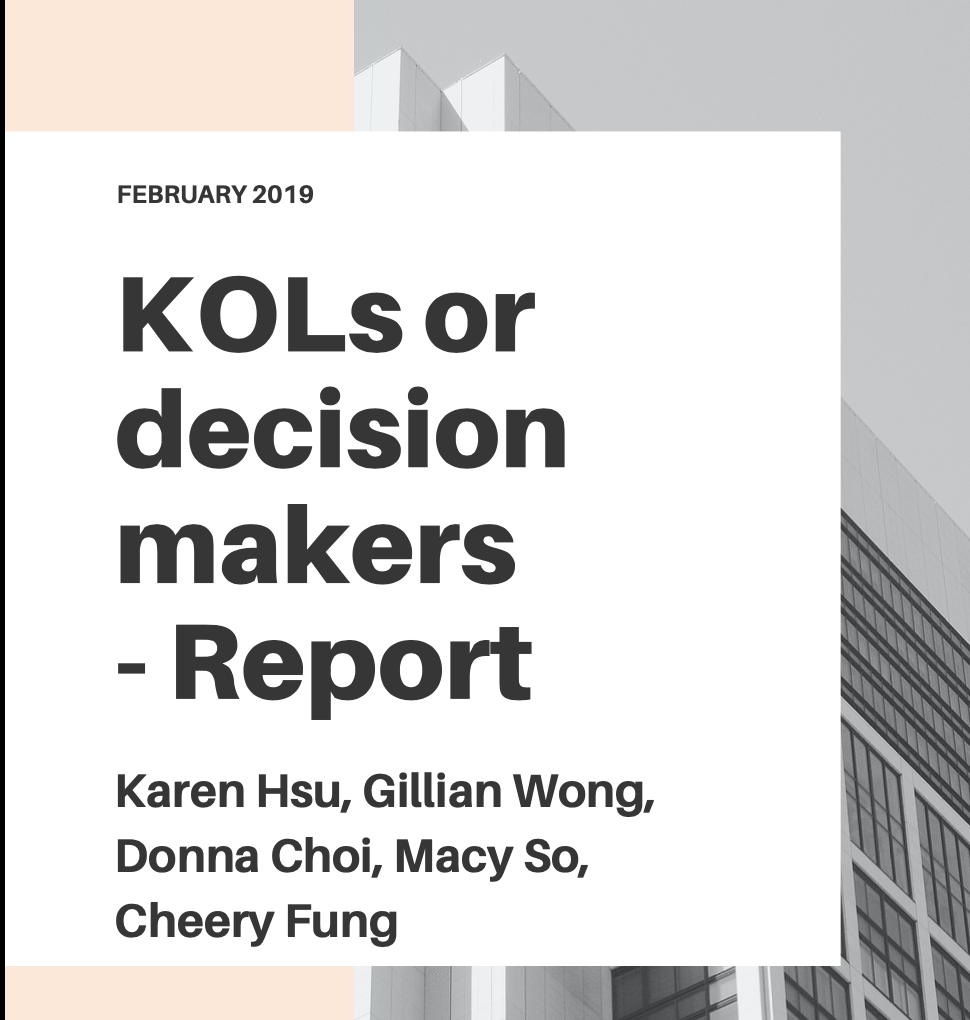 FEBRUARY 2019
KOLs or
decision
makers
- Report
Karen Hsu, Gillian Wong,
Donna Choi, Macy So,
Cheery Fung